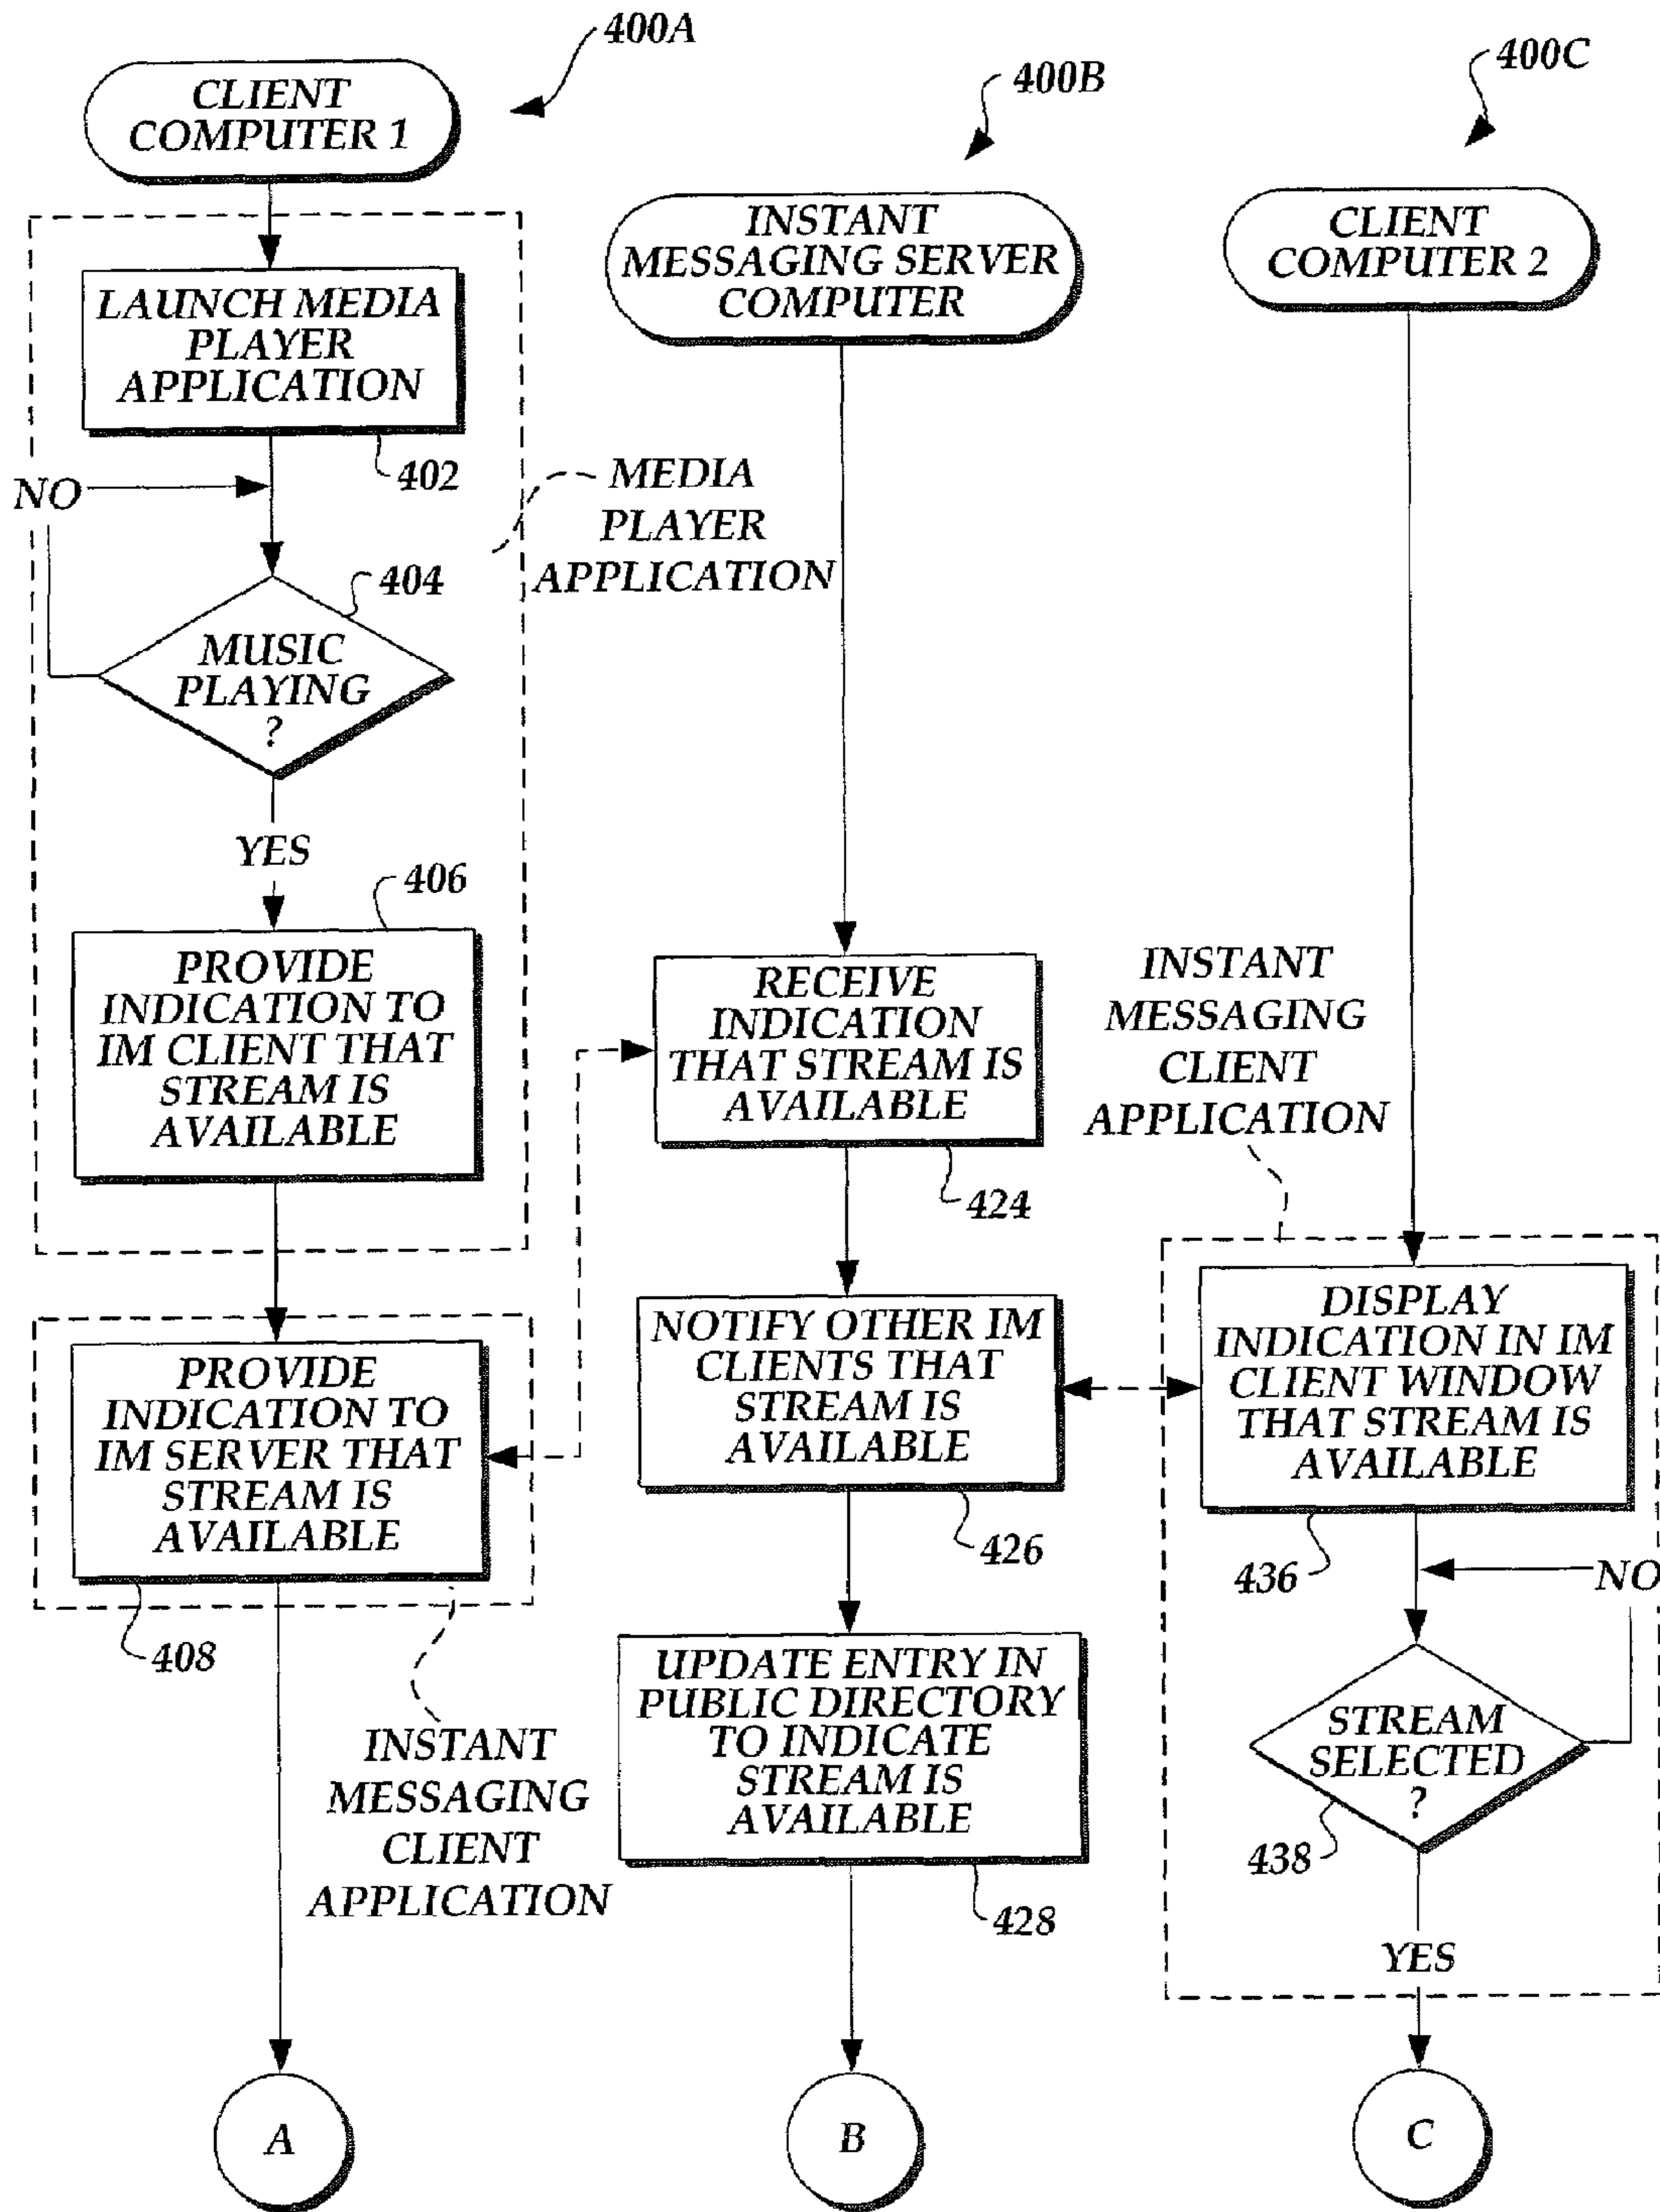 400A
CLIENT
COMPUTER 1
LAUNCH MEDIA
PLAYER
APPLICATION
402
NO
MEDIA
PLAYER
APPLICATION
404
MUSIC
PLAYING
?
YES
406
PROVIDE
INDICATION TO
IM CLIENT THAT
STREAM IS
AVAILABLE
PROVIDE
INDICATION TO
IM SERVER THAT
STREAM IS
AVAILABLE
408
INSTANT
MESSAGING
CLIENT
APPLICATION
A
400B
INSTANT
MESSAGING SERVER
COMPUTER
RECEIVE
INDICATION
THAT STREAM IS
AVAILABLE
424
NOTIFY OTHER IM
CLIENTS THAT
STREAM IS
AVAILABLE
426
UPDATE ENTRY IN
PUBLIC DIRECTORY
TO INDICATE
STREAM IS
AVAILABLE
428
B
400C
CLIENT
COMPUTER 2
INSTANT
MESSAGING
CLIENT
APPLICATION
DISPLAY
INDICATION IN IM
CLIENT WINDOW
THAT STREAM IS
AVAILABLE
436
NO
STREAM
SELECTED
?
438
YES
C